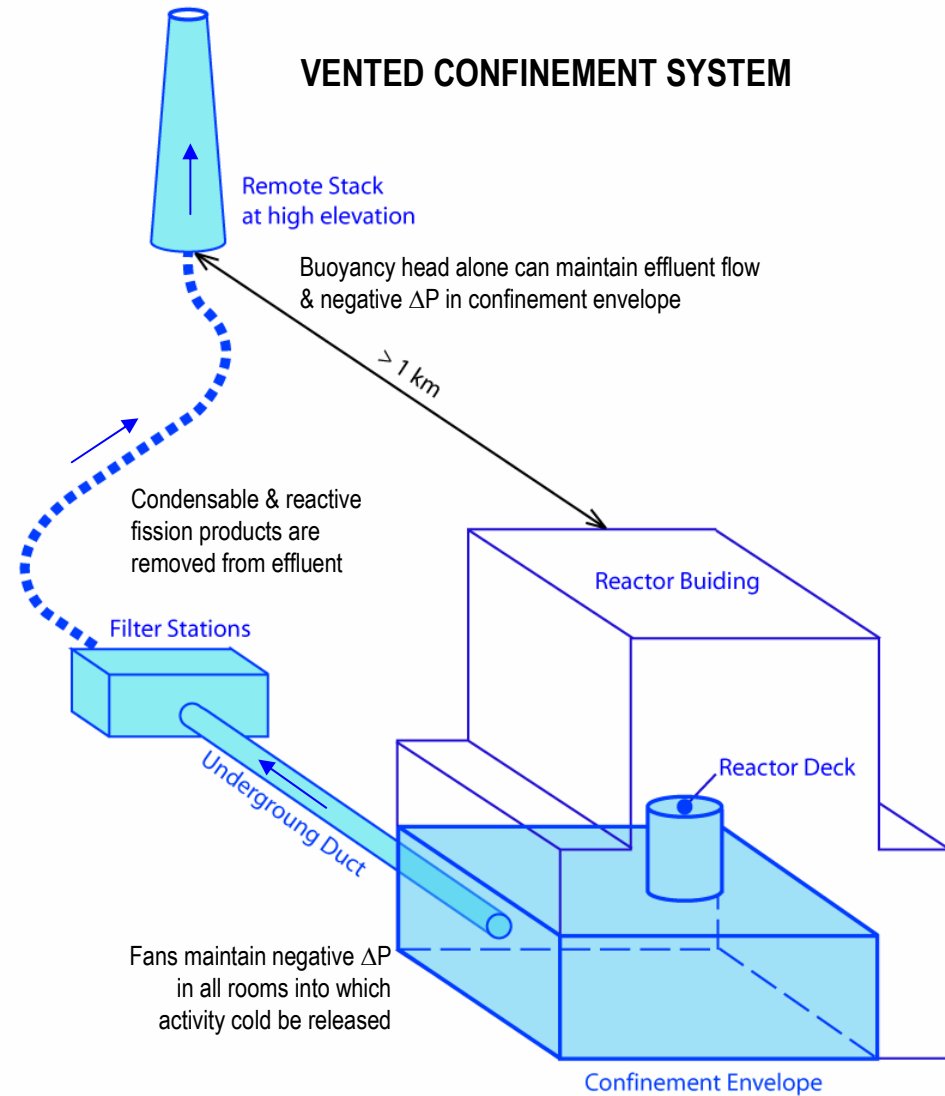 VENTED CONFINEMENT SYSTEM
Remote Stack
at high elevation
Buoyancy head alone can maintain effluent flow
& negative ΔP in confinement envelope
> 1 km
Condensable & reactive
fission products are
removed from effluent
Reactor Buiding
Filter Stations
Reactor Deck
Undergroung Duct
Fans maintain negative ΔP
in all rooms into which
activity cold be released
Confinement Envelope